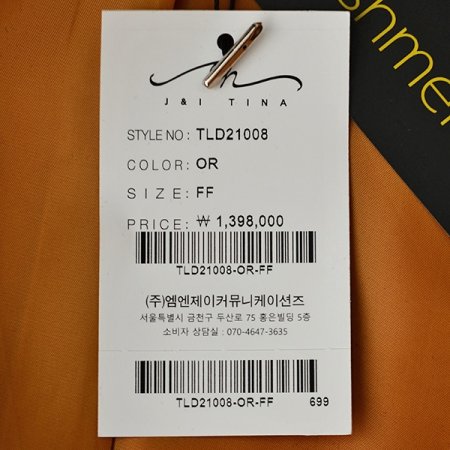 J&I TINA
STYLE NO: TLD21008
COLOR: OR
SIZE: FF
PRICE: ₩ 1,398,000
TLD21008-OR-FF
(주)엠엔제이커뮤니케이션즈
서울특별시 금천구 두산로 75 홍은빌딩 5층
소비자 상담실 : 070-4647-3635
TLD21008-OR-FF 699